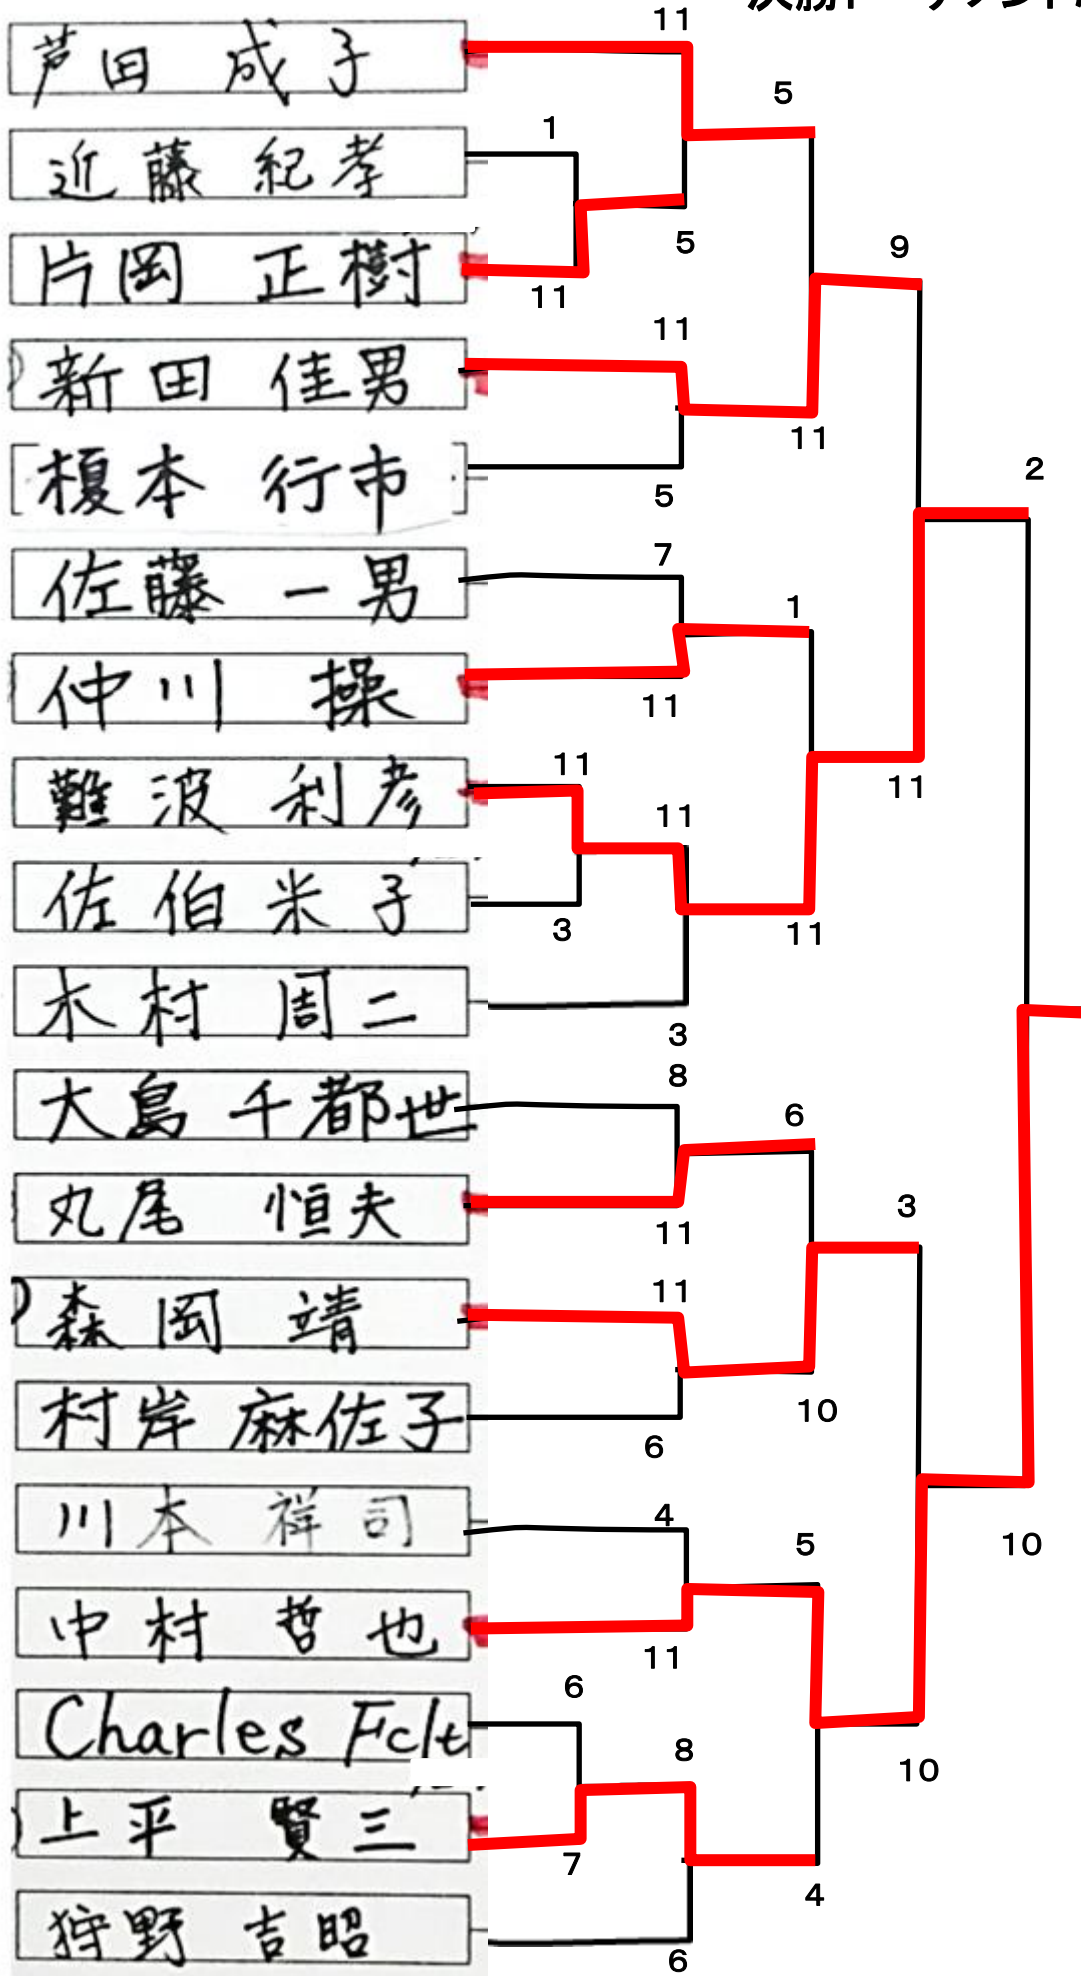 11
芦田 成子
5
1
近藤 紀孝
5
9
片岡 正樹
11
11
新田 佳男
11
2
榎本 行市
5
7
佐藤 一男
1
仲川 操
11
11
11
難波 利彦
11
佐伯 米子
3
11
木村 周二
3
8
大島 千都世
6
丸尾 恒夫
3
11
11
森岡 靖
10
村岸 麻佐子
6
4
川本 祥司
5
10
中村 哲也
11
6
Charles
8
10
上平 賢三
7
4
狩野 吉昭
6